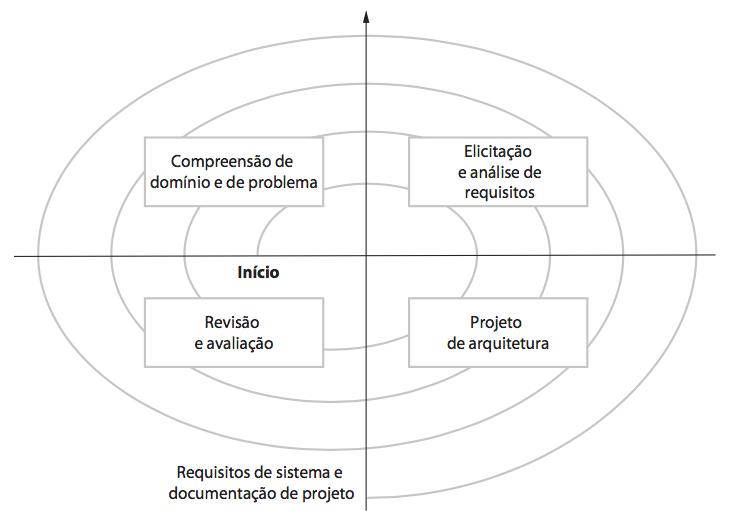 Compreensão de
domínio e de problema
Elicitação
e análise de
requisitos
Início
Revisão
e avaliação
Projeto
de arquitetura
Requisitos de sistema e
documentação de projeto